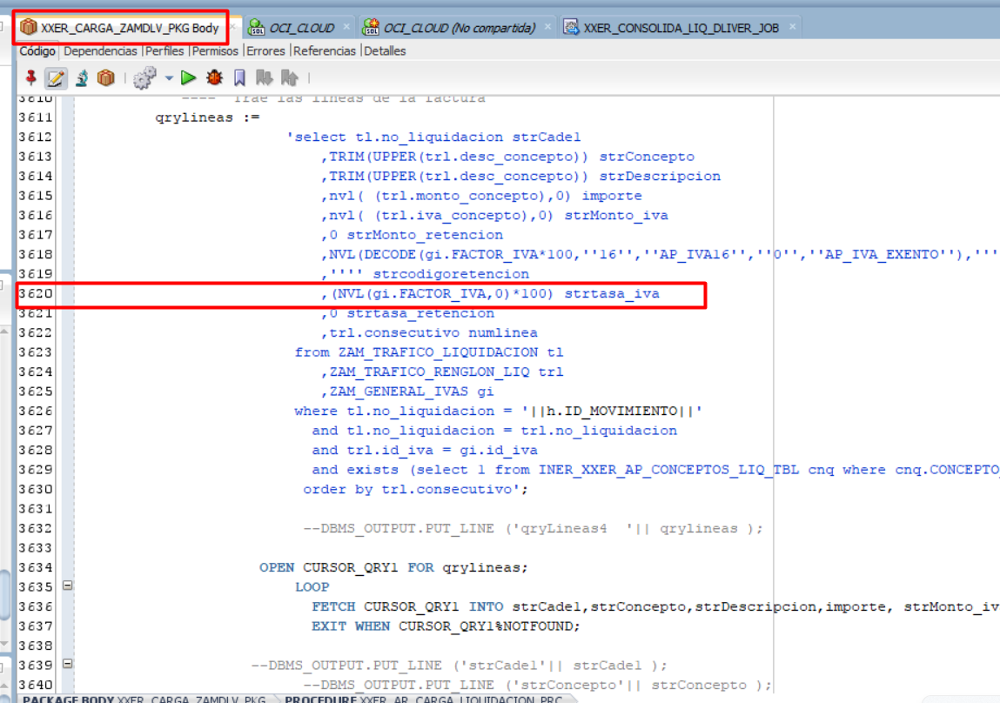 XXER_CARGA_ZAMDLV_PKG Body × OCI_CLOUD × OCI_CLOUD (No compartida) × XXER_CONSOLIDA_LIQ_DLIVER_JOB ×
Código Dependencias |Perfiles |Permisos |Errores |Referencias |Detalles
3610 ---- Trae las lineas de la factura
3611 qrylineas :=
3612 'select tl.no_liquidacion strCade1
3613 ,TRIM(UPPER(trl.desc_concepto)) strConcepto
3614 ,TRIM(UPPER(trl.desc_concepto)) strDescripcion
3615 ,nvl( (trl.monto_concepto),0) importe
3616 ,nvl( (trl.iva_concepto),0) strMonto_iva
3617 ,0 strMonto_retencion
3618 ,NVL(DECODE(gi.FACTOR_IVA*100,''16'',''AP_IVA16'',''0'',''AP_IVA_EXENTO''),'''
3619 ,'''' strcodigoretencion
3620 ,(NVL(gi.FACTOR_IVA,0)*100) strtasa_iva
3621 ,0 strtasa_retencion
3622 ,trl.consecutivo numlinea
3623 from ZAM_TRAFICO_LIQUIDACION tl
3624 ,ZAM_TRAFICO_RENGLON_LIQ trl
3625 ,ZAM_GENERAL_IVAS gi
3626 where tl.no_liquidacion = '||h.ID_MOVIMIENTO||'
3627 and tl.no_liquidacion = trl.no_liquidacion
3628 and trl.id_iva = gi.id_iva
3629 and exists (select 1 from INER_XXER_AP_CONCEPTOS_LIQ_TBL cnq where cnq.CONCEPTO_
3630 order by trl.consecutivo';
3631
3632 --DBMS_OUTPUT.PUT_LINE ('qryLineas4 '|| qrylineas );
3633
3634 OPEN CURSOR_QRY1 FOR qrylineas;
3635 LOOP
3636 FETCH CURSOR_QRY1 INTO strCade1,strConcepto,strDescripcion,importe, strMonto_iv
3637 EXIT WHEN CURSOR_QRY1%NOTFOUND;
3638
3639 --DBMS_OUTPUT.PUT_LINE ('strCade1'|| strCade1 );
3640 --DBMS_OUTPUT.PUT_LINE ('strConcepto'|| strConcepto );
PACKAGE BODY XXER_CARGA_ZAMDLV_PKG PROCEDURE XXER_AR_CARGA_LIQUIDACION_PRC